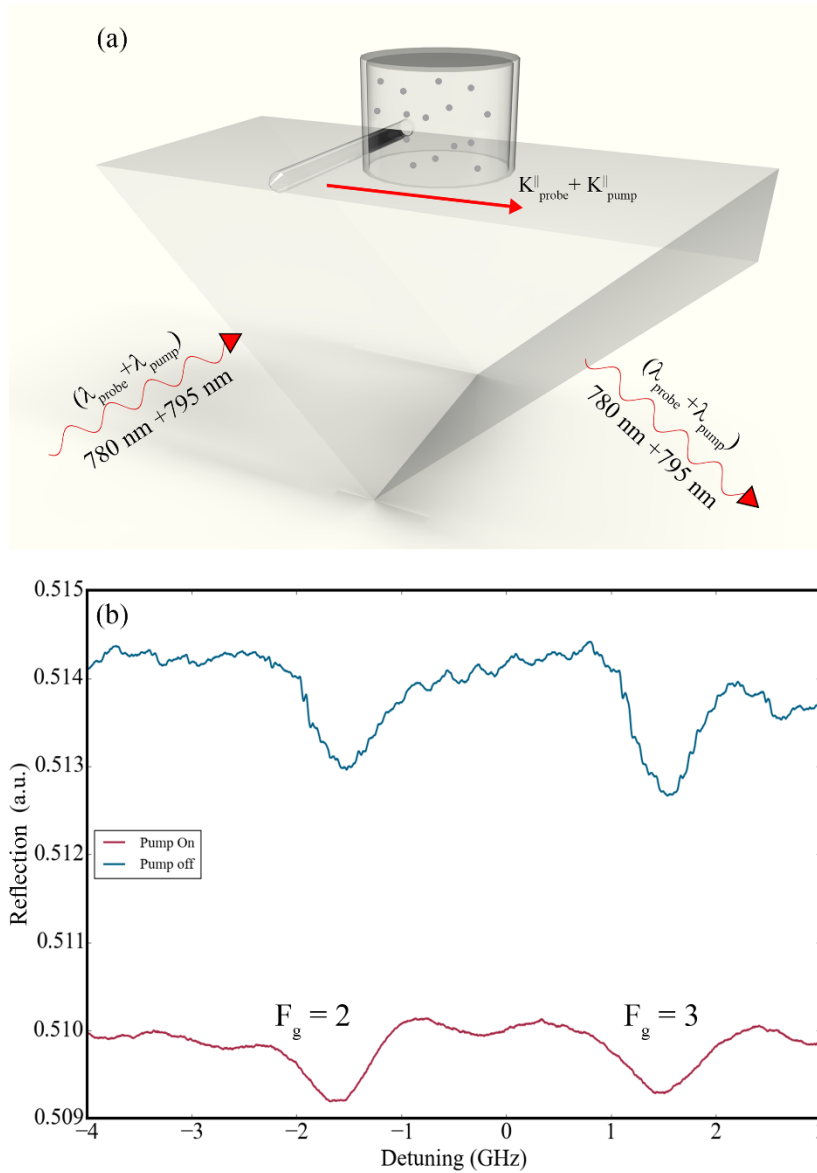 (a)
K∥probe + K∥pump
(λprobe+λpump)
780 nm +795 nm
(λprobe+λpump)
780 nm +795 nm
(b)
0.515
0.514
0.513
0.512
0.511
0.510
0.509
Reflection (a.u.)
Pump On
Pump off
Fg = 2
Fg = 3
−4 −3 −2 −1 0 1 2 3
Detuning (GHz)